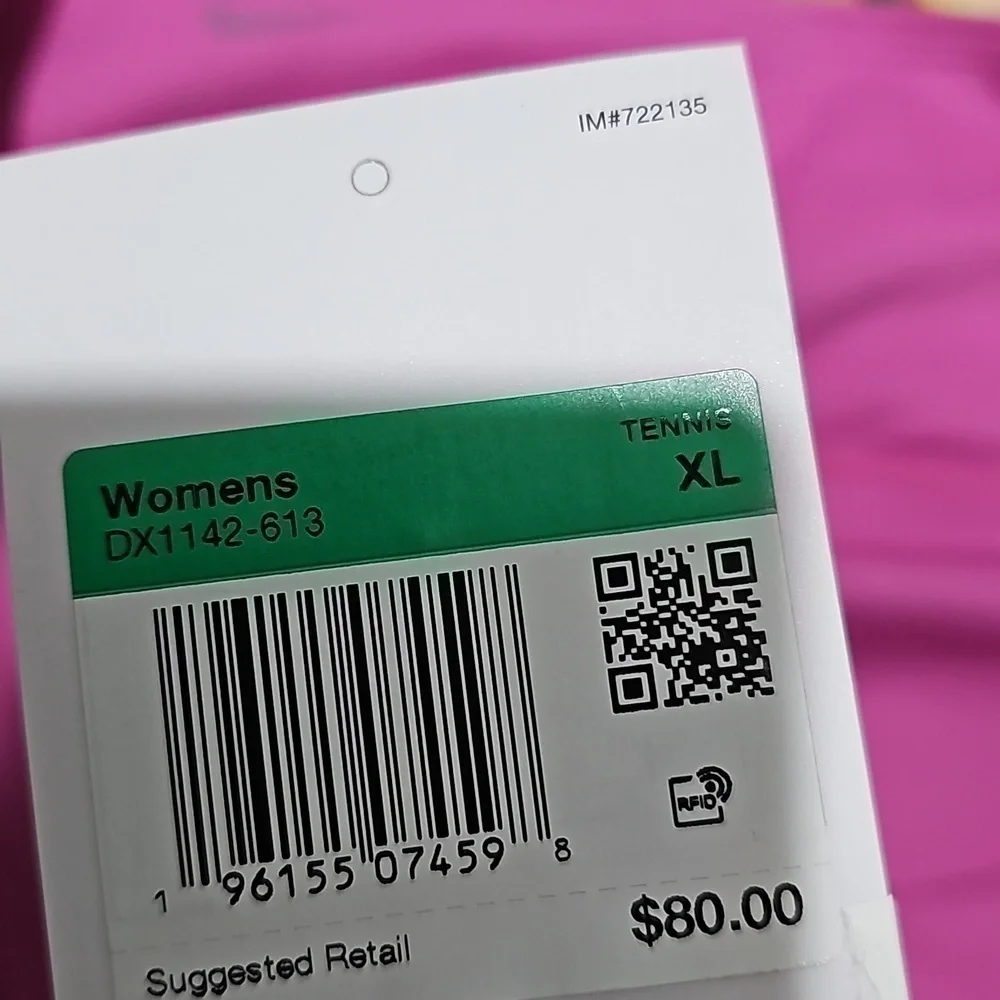 IM#722135
TENNIS
Womens XL
DX1142-613
RFID
1 96155 07459 8
$80.00
Suggested Retail